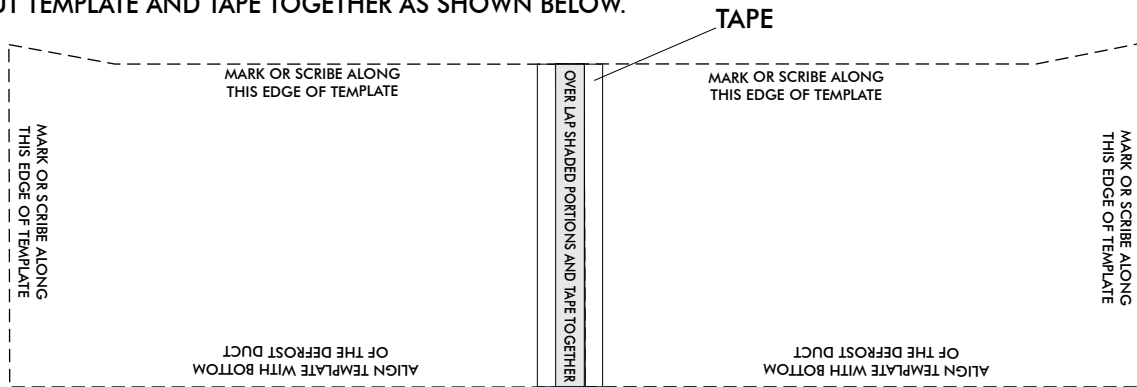 UT TEMPLATE AND TAPE TOGETHER AS SHOWN BELOW.
TAPE
MARK OR SCRIBE ALONG
THIS EDGE OF TEMPLATE
MARK OR SCRIBE ALONG
THIS EDGE OF TEMPLATE
MARK OR SCRIBE ALONG
THIS EDGE OF TEMPLATE
OVER LAP SHADED PORTIONS AND TAPE TOGETHER
MARK OR SCRIBE ALONG
THIS EDGE OF TEMPLATE
ALIGN TEMPLATE WITH BOTTOM
OF THE DEFROST DUCT
ALIGN TEMPLATE WITH BOTTOM
OF THE DEFROST DUCT